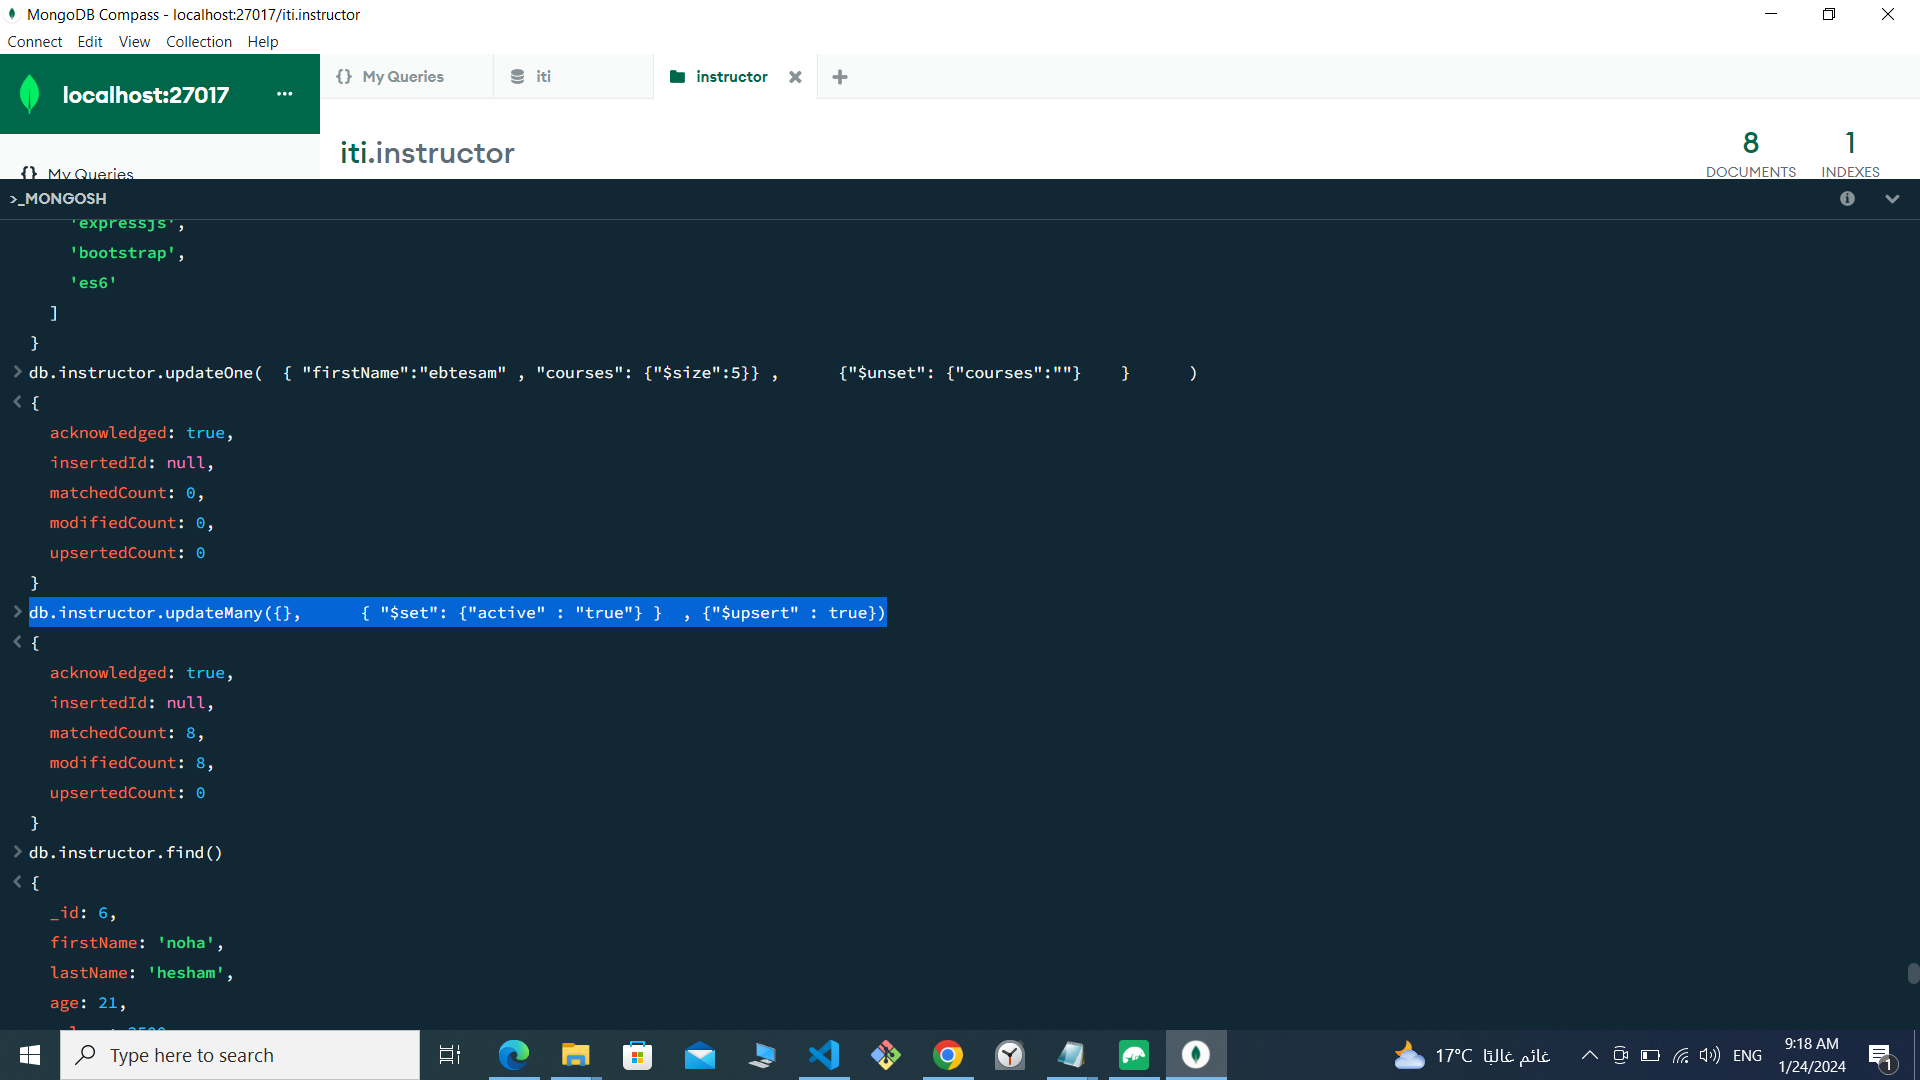 MongoDB Compass - localhost:27017/iti.instructor
Connect Edit View Collection Help
localhost:27017 ...
{} My Queries
iti
instructor
{} My Queries
iti.instructor
8
DOCUMENTS
1
INDEXES
>_MONGOSH
'expressjs',
'bootstrap',
'es6'
]
}
> db.instructor.updateOne(  { "firstName":"ebtesam" , "courses": {"$size":5}} ,      {"$unset": {"courses":""}    }      )
< {
acknowledged: true,
insertedId: null,
matchedCount: 0,
modifiedCount: 0,
upsertedCount: 0
}
> db.instructor.updateMany({},      { "$set": {"active" : "true"} }  , {"$upsert" : true})
< {
acknowledged: true,
insertedId: null,
matchedCount: 8,
modifiedCount: 8,
upsertedCount: 0
}
> db.instructor.find()
< {
_id: 6,
firstName: 'noha',
lastName: 'hesham',
age: 21,
Type here to search
17°C غائم غالبًا
ENG
9:18 AM
1/24/2024
1